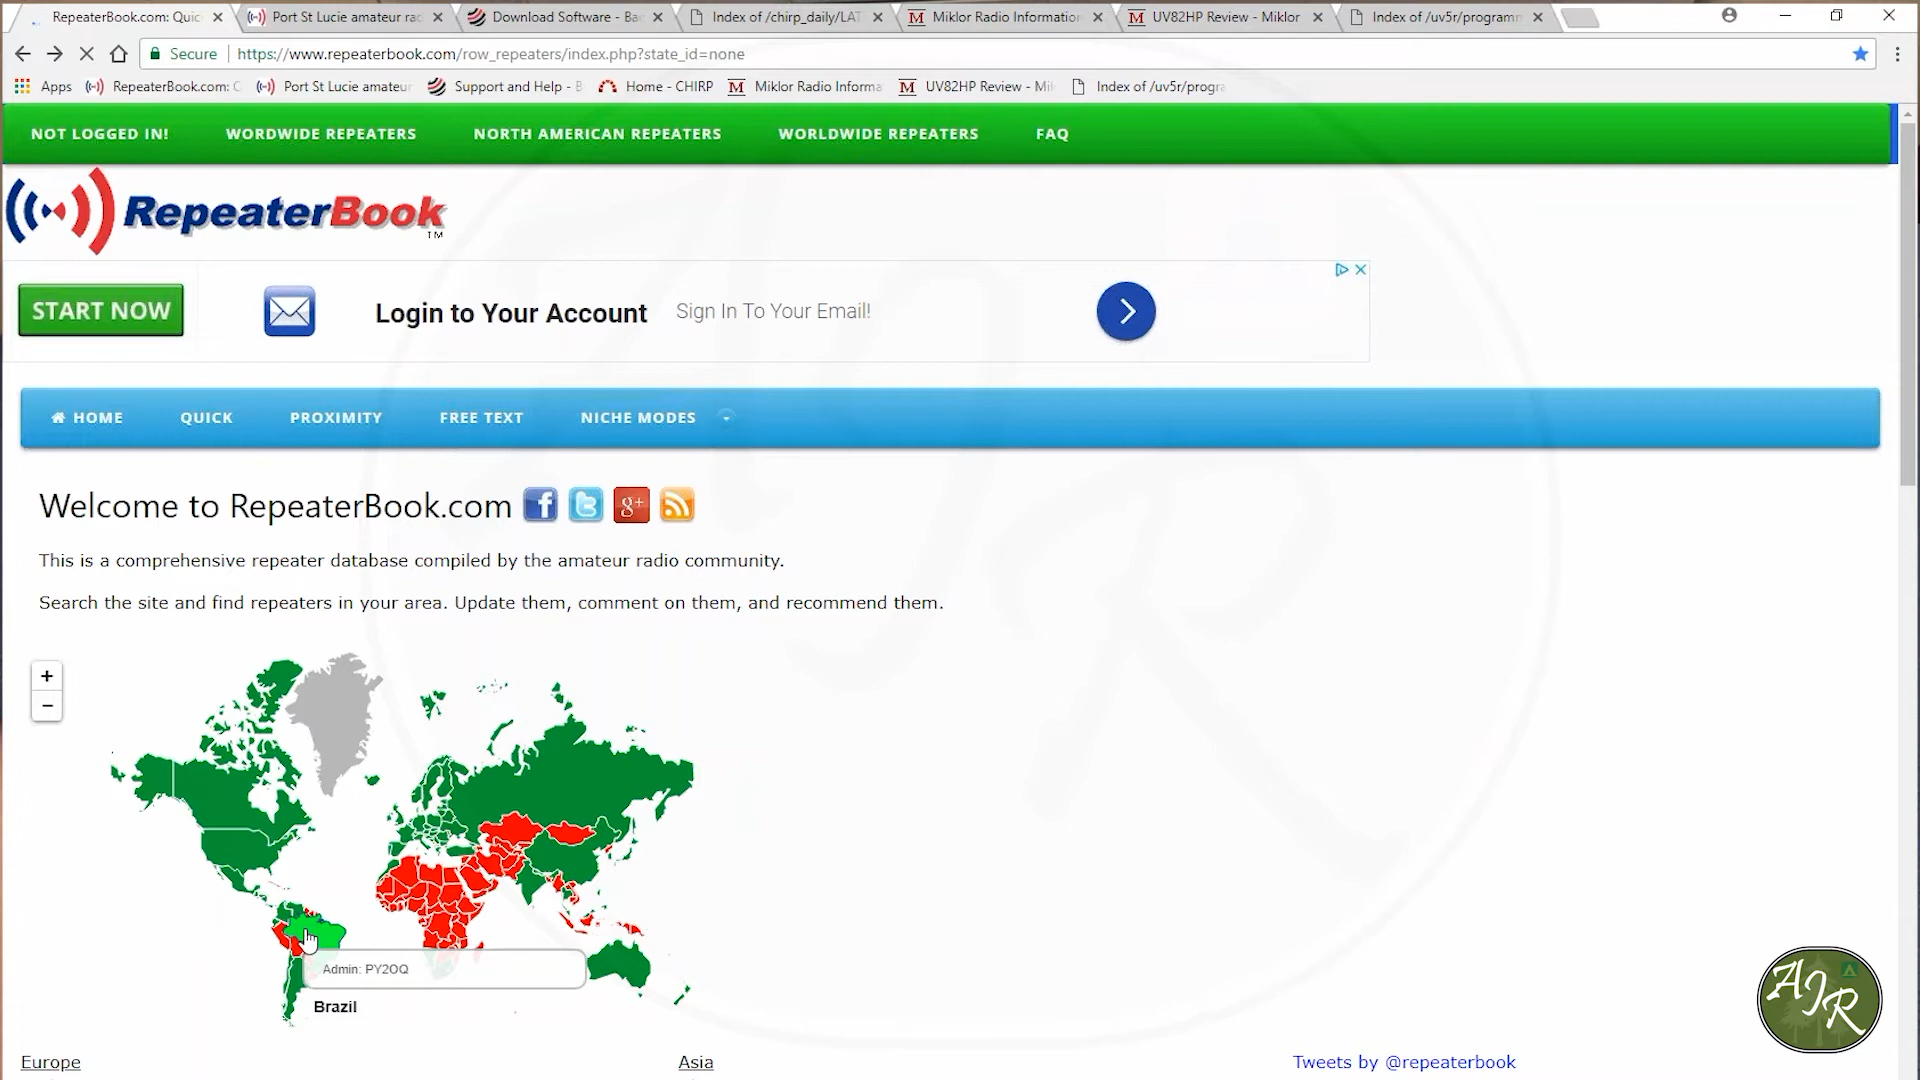 RepeaterBook.com: Quic
Port St Lucie amateur rac
Download Software - Ba
Index of /chirp_daily/LAT
Miklor Radio Information
UV82HP Review - Miklor
Index of /uv5r/programm
Secure https://www.repeaterbook.com/row_repeaters/index.php?state_id=none
Apps
RepeaterBook.com: Q
Port St Lucie amateur
Support and Help - B
Home - CHIRP
Miklor Radio Informa
UV82HP Review - Mi
Index of /uv5r/progra
NOT LOGGED IN!
WORDWIDE REPEATERS
NORTH AMERICAN REPEATERS
WORLDWIDE REPEATERS
FAQ
RepeaterBook
TM
START NOW
Login to Your Account
Sign In To Your Email!
HOME
QUICK
PROXIMITY
FREE TEXT
NICHE MODES
Welcome to RepeaterBook.com
This is a comprehensive repeater database compiled by the amateur radio community.
Search the site and find repeaters in your area. Update them, comment on them, and recommend them.
+
−
Admin: PY2OQ
Brazil
AJR
Europe
Asia
Tweets by @repeaterbook